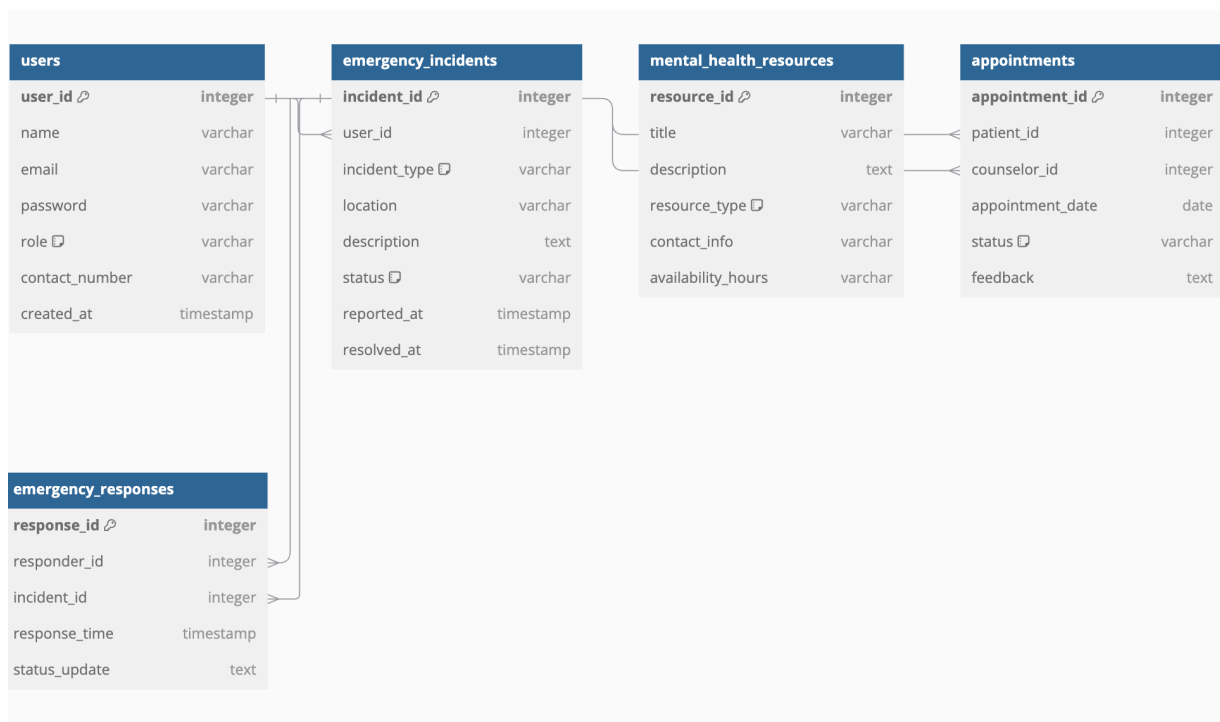 users
user_id integer
name varchar
email varchar
password varchar
role varchar
contact_number varchar
created_at timestamp
emergency_incidents
incident_id integer
user_id integer
incident_type varchar
location varchar
description text
status varchar
reported_at timestamp
resolved_at timestamp
mental_health_resources
resource_id integer
title varchar
description text
resource_type varchar
contact_info varchar
availability_hours varchar
appointments
appointment_id integer
patient_id integer
counselor_id integer
appointment_date date
status varchar
feedback text
emergency_responses
response_id integer
responder_id integer
incident_id integer
response_time timestamp
status_update text